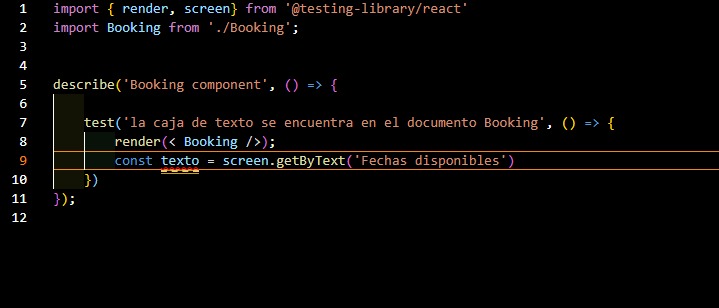 1 import { render, screen} from '@testing-library/react'
2 import Booking from './Booking';
3
4
5 describe('Booking component', () => {
6
7 test('la caja de texto se encuentra en el documento Booking', () => {
8 render(< Booking />);
9 const texto = screen.getByText('Fechas disponibles')
10 })
11 });
12